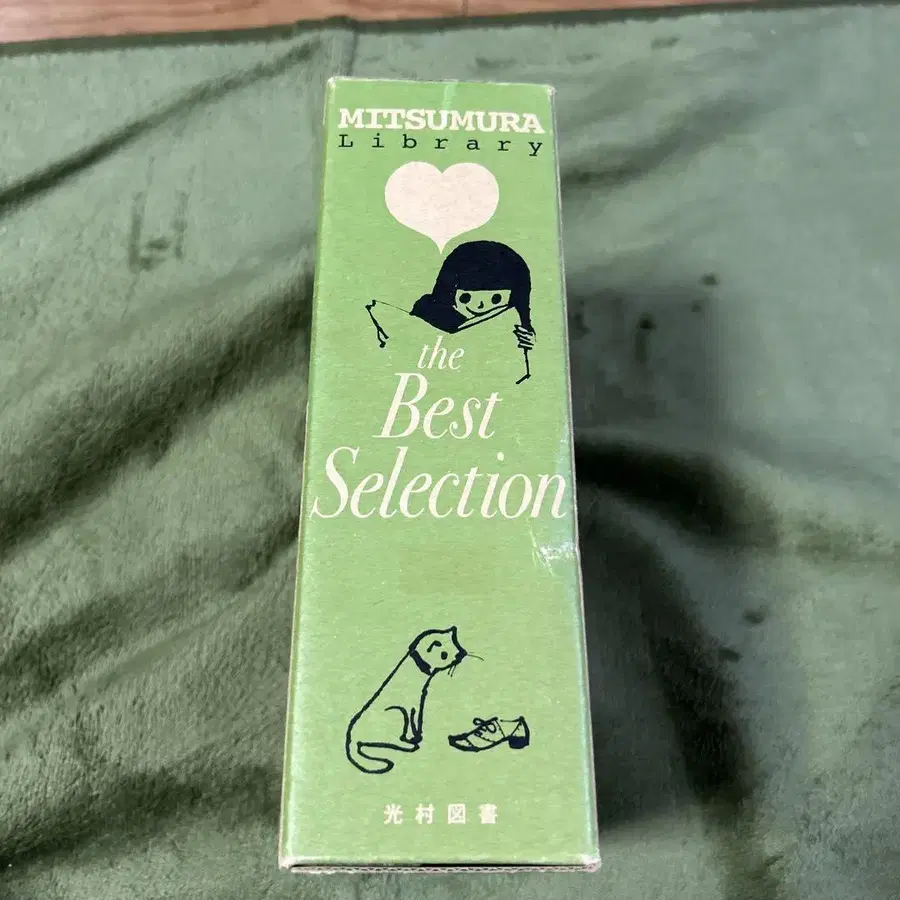 MITSUMURA
Library
the
Best
Selection
光村図書